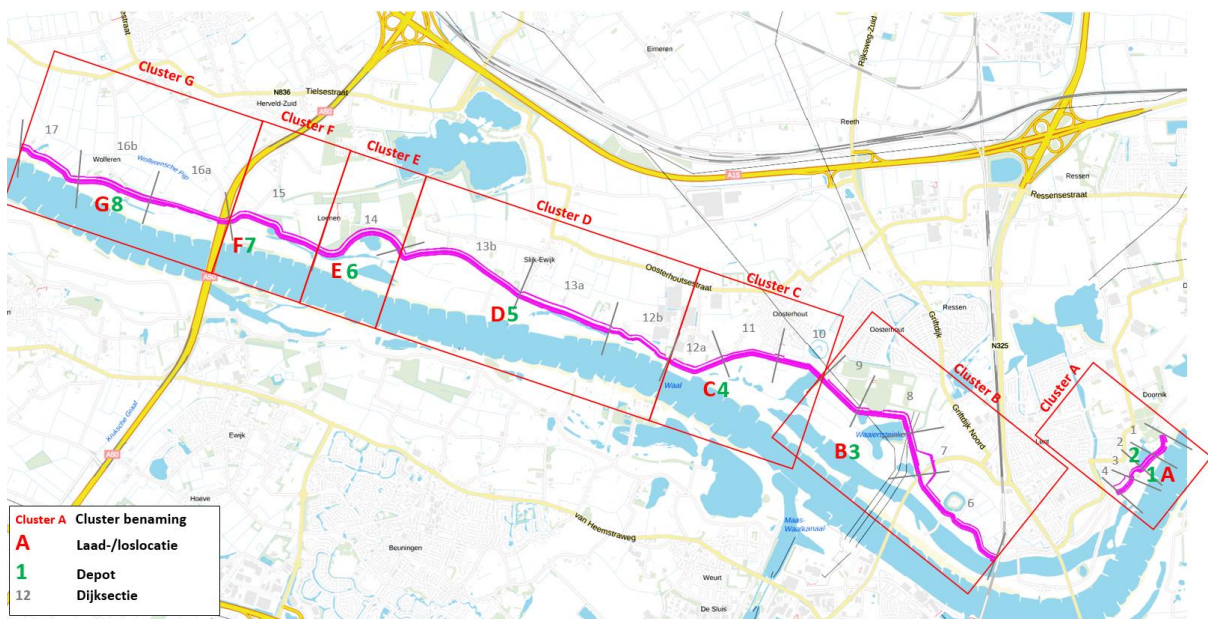 Cluster G
Cluster F
Cluster E
Cluster D
Cluster C
Cluster B
Cluster A
N836
Tielsestraat
Herveld-Zuid
A50
Eimeren
Rijksweg-Zuid
Reeth
A15
Ressen
Ressensestraat
17
16b
Wolferen
16a
15
Loenen
14
13b
Slijk-Ewijk
13a
Oosterhoutsestraat
12b
12a
11
Oosterhout
10
Oosterhout
Ressen
Griftdijk
N325
9
8
Griftdijk Noord
Lent
7
6
Doornik
1
2
3
4
G8
F7
E6
D5
C4
B3
2
1A
Waal
A50
A50
Ewijk
Hoeve
Beuningen
van Heemstraweg
Maas-
Waalkanaal
Weurt
De Sluis
Cluster A Cluster benaming
A Laad-/loslocatie
1 Depot
12 Dijksectie